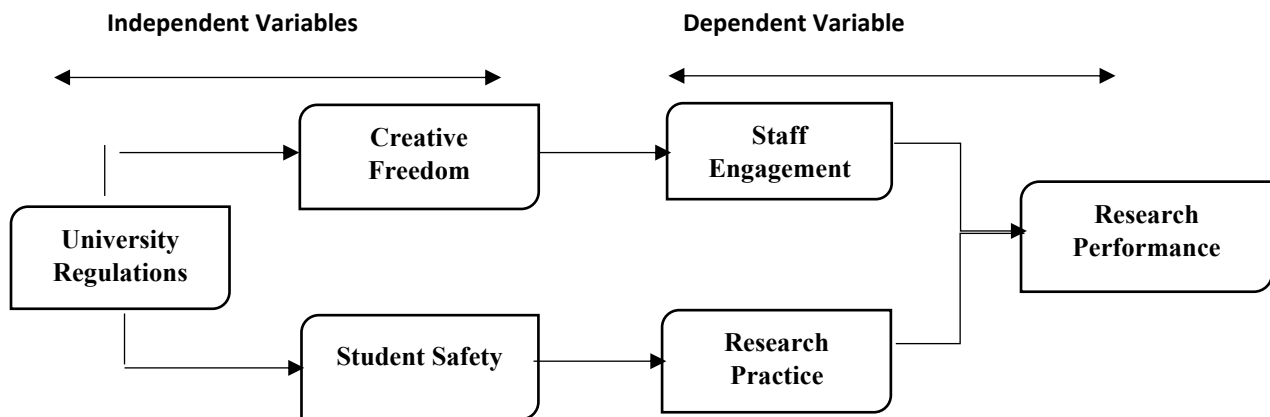 Independent Variables
Dependent Variable
Creative
Freedom
Staff
Engagement
University
Regulations
Research
Performance
Student Safety
Research
Practice